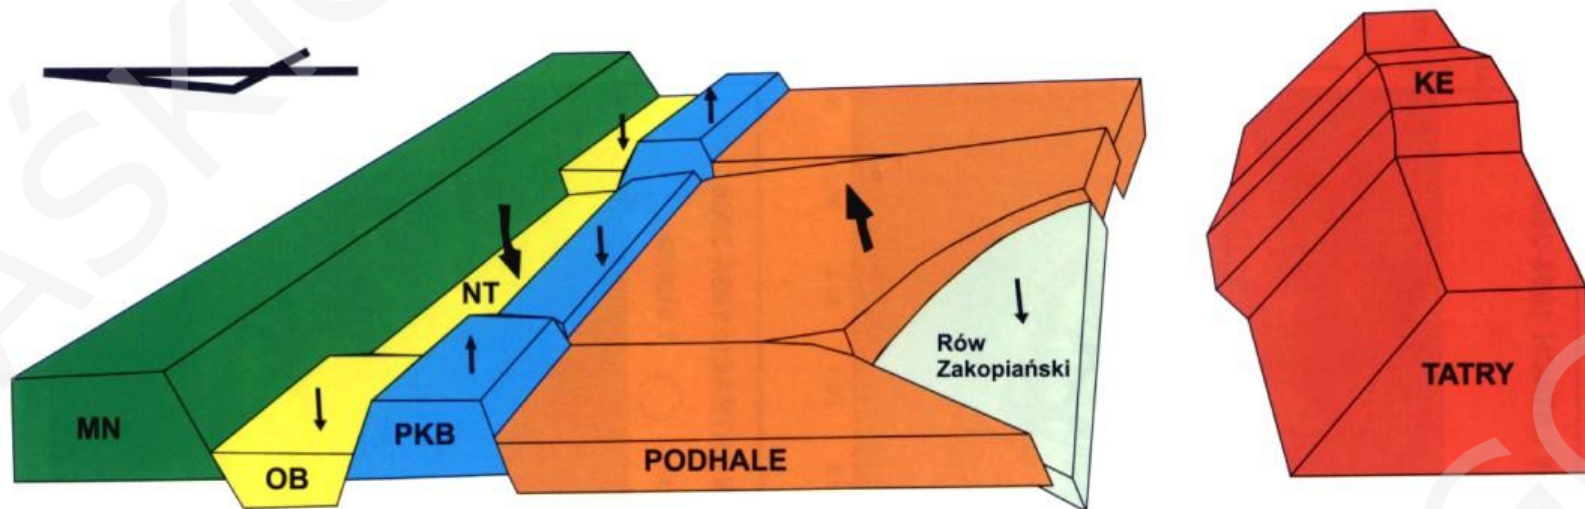 KE
NT
Rów
Zakopiański
TATRY
MN
PKB
OB
PODHALE